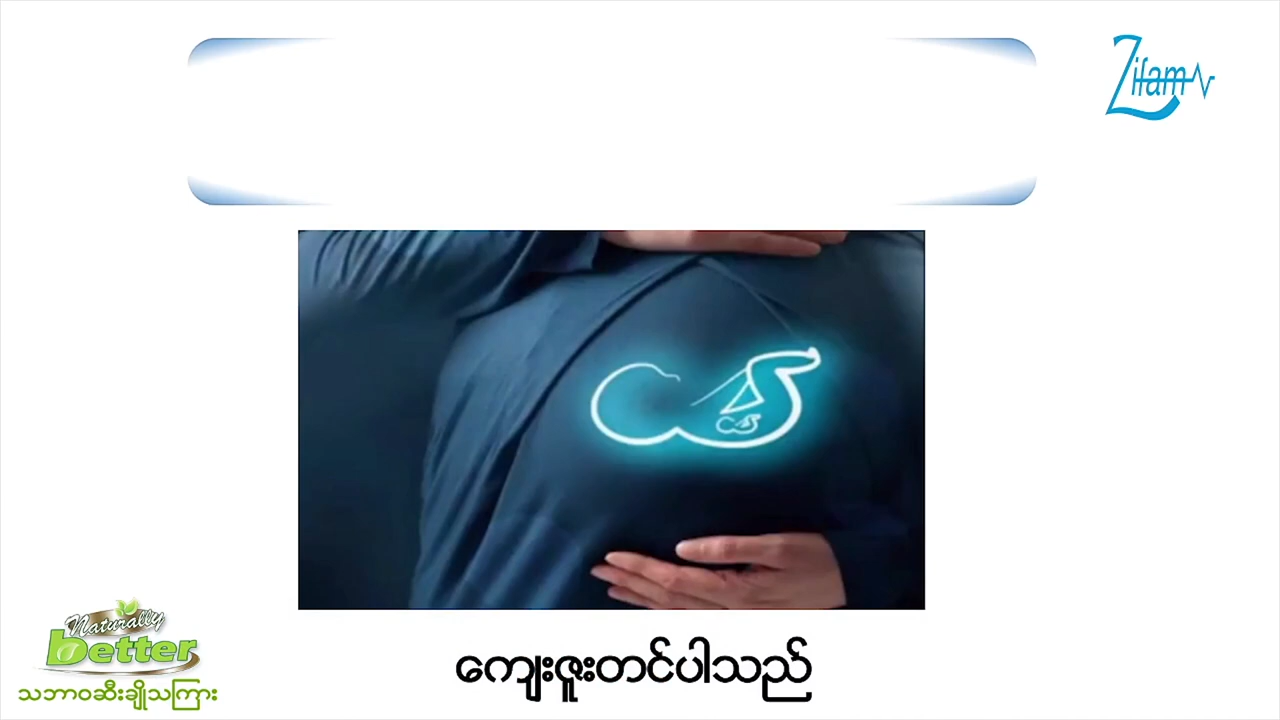 Zifam
Naturally
better
သဘာဝဆီးချိုသကြား
ကျေးဇူးတင်ပါသည်